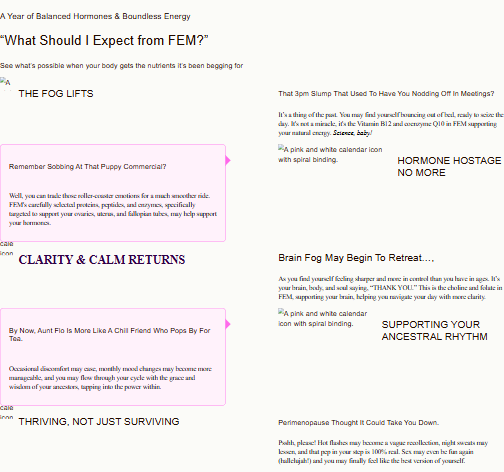 A Year of Balanced Hormones & Boundless Energy
“What Should I Expect from FEM?”
See what's possible when your body gets the nutrients it's been begging for
A
THE FOG LIFTS
That 3pm Slump That Used To Have You Nodding Off In Meetings?
It's a thing of the past. You may find yourself bouncing out of bed, ready to seize the
day. It's not a miracle, it's the Vitamin B12 and coenzyme Q10 in FEM supporting
your natural energy. Science, baby!
A pink and white calendar icon
with spiral binding.
HORMONE HOSTAGE
NO MORE
Remember Sobbing At That Puppy Commercial?
Well, you can trade those roller-coaster emotions for a much smoother ride.
FEM's carefully selected proteins, peptides, and enzymes, specifically
targeted to support your ovaries, uterus, and fallopian tubes, may help support
your hormones.
cale
icon
CLARITY & CALM RETURNS
Brain Fog May Begin To Retreat…,
As you find yourself feeling sharper and more in control than you have in ages. It's
your brain, body, and soul saying, “THANK YOU.” This is the choline and folate in
FEM, supporting your brain, helping you navigate your day with more clarity.
A pink and white calendar
icon with spiral binding.
SUPPORTING YOUR
ANCESTRAL RHYTHM
By Now, Aunt Flo Is More Like A Chill Friend Who Pops By For
Tea.
Occasional discomfort may ease, monthly mood changes may become more
manageable, and you may flow through your cycle with the grace and
wisdom of your ancestors, tapping into the power within.
cale
icon
THRIVING, NOT JUST SURVIVING
Perimenopause Thought It Could Take You Down.
Psshh, please! Hot flashes may become a vague recollection, night sweats may
lessen, and that pep in your step is 100% real. Sex may even be fun again
(hallelujah!) and you may finally feel like the best version of yourself.